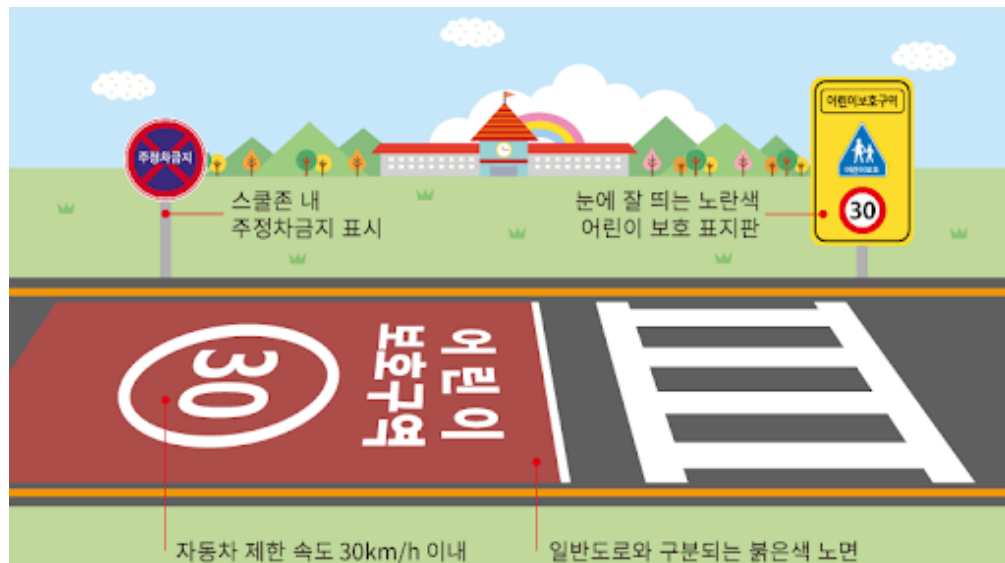 주정차금지
스쿨존 내
주정차금지 표시
눈에 잘 띄는 노란색
어린이 보호 표지판
어린이보호구역
어린이보호
30
30
어린이
보호구역
자동차 제한 속도 30km/h 이내
일반도로와 구분되는 붉은색 노면